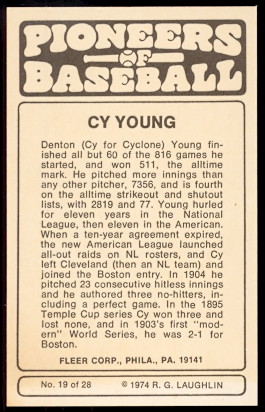 PIONEERS
OF
BASEBALL
CY YOUNG
Denton (Cy for Cyclone) Young fin-
ished all but 60 of the 816 games he
started, and won 511, the alltime
mark. He pitched more innings than
any other pitcher, 7356, and is fourth
on the alltime strikeout and shutout
lists, with 2819 and 77. Young hurled
for eleven years in the National
League, then eleven in the American.
When a ten-year agreement expired,
the new American League launched
all-out raids on NL rosters, and Cy
left Cleveland (then an NL team) and
joined the Boston entry. In 1904 he
pitched 23 consecutive hitless innings
and he authored three no-hitters, in-
cluding a perfect game. In the 1895
Temple Cup series Cy won three and
lost none, and in 1903's first "mod-
ern" World Series, he was 2-1 for
Boston.
FLEER CORP., PHILA., PA. 19141
No. 19 of 28 © 1974 R. G. LAUGHLIN